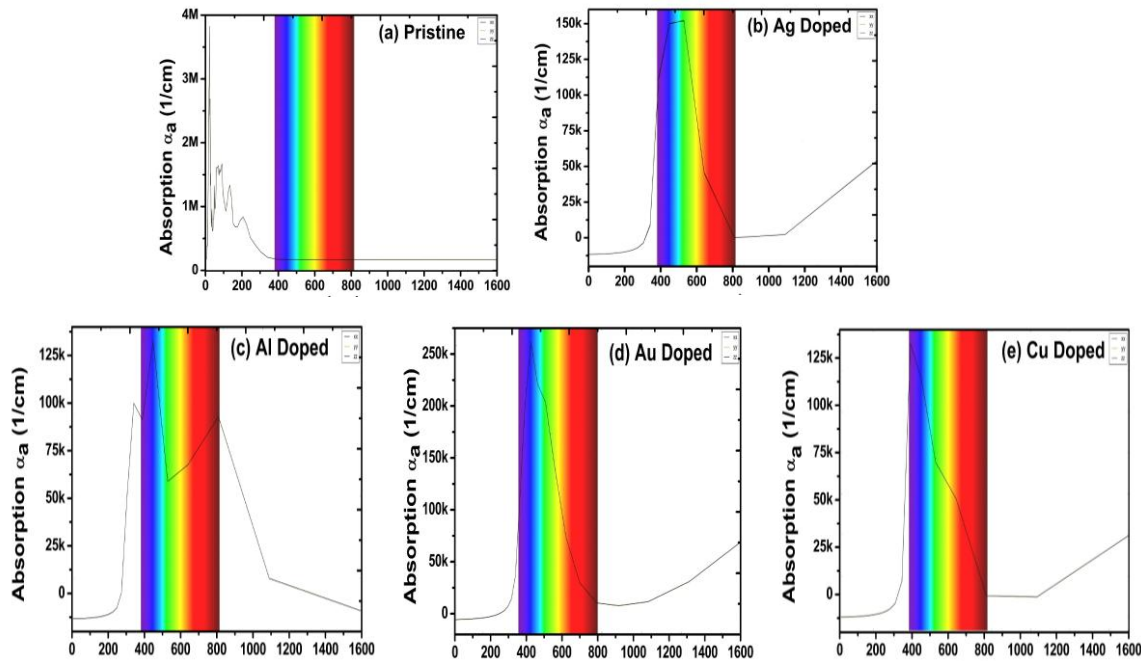 (a) Pristine
Absorption αa (1/cm)
4M
3M
2M
1M
0
0 200 400 600 800 1000 1200 1400 1600
(b) Ag Doped
Absorption αa (1/cm)
150k
125k
100k
75k
50k
25k
0
0 200 400 600 800 1000 1200 1400 1600
(c) Al Doped
Absorption αa (1/cm)
125k
100k
75k
50k
25k
0
0 200 400 600 800 1000 1200 1400 1600
(d) Au Doped
Absorption αa (1/cm)
250k
200k
150k
100k
50k
0
0 200 400 600 800 1000 1200 1400 1600
(e) Cu Doped
Absorption αa (1/cm)
125k
100k
75k
50k
25k
0
0 200 400 600 800 1000 1200 1400 1600